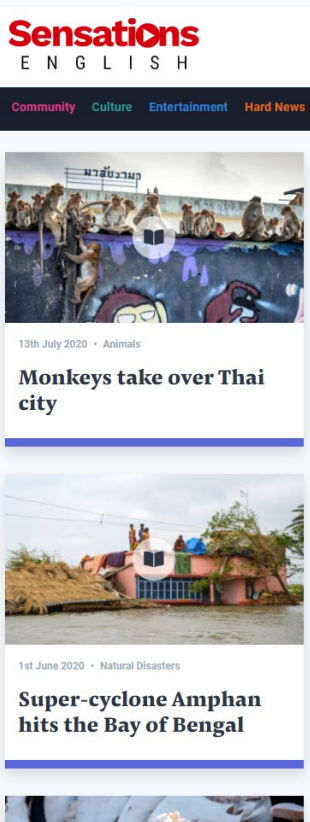 Sensations
ENGLISH
Community Culture Entertainment Hard News
13th July 2020 • Animals
Monkeys take over Thai
city
1st June 2020 • Natural Disasters
Super-cyclone Amphan
hits the Bay of Bengal